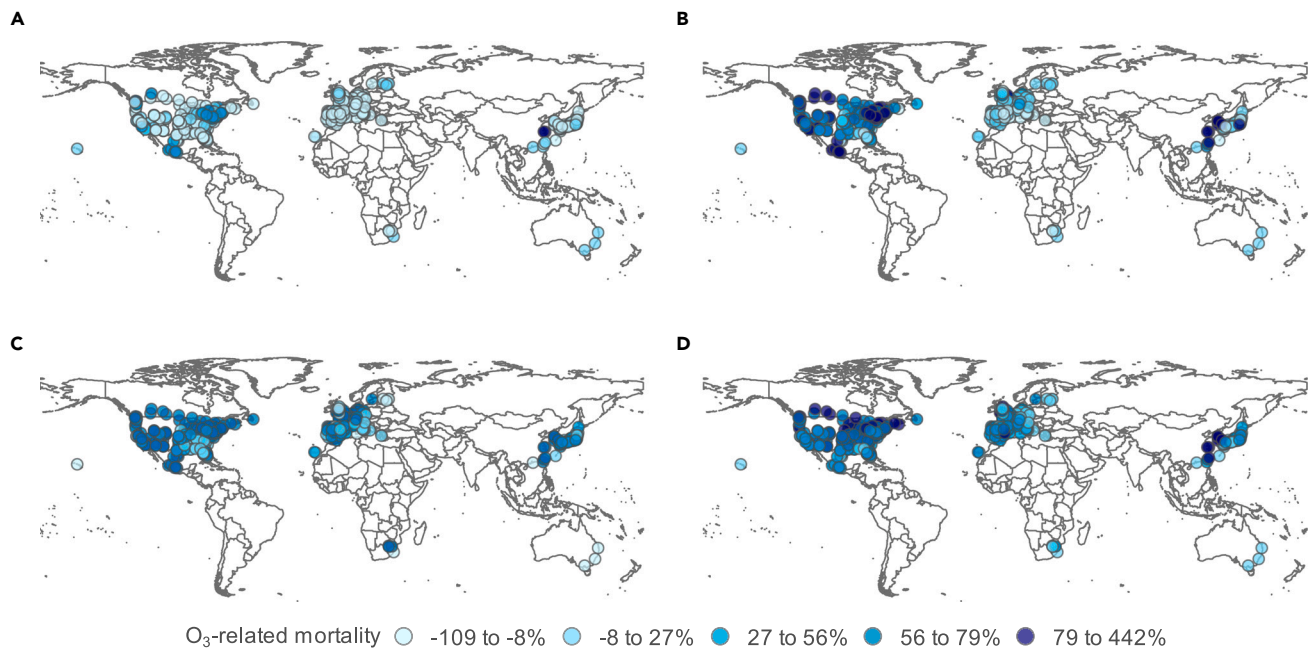 A
B
C
D
O₃-related mortality -109 to -8% -8 to 27% 27 to 56% 56 to 79% 79 to 442%